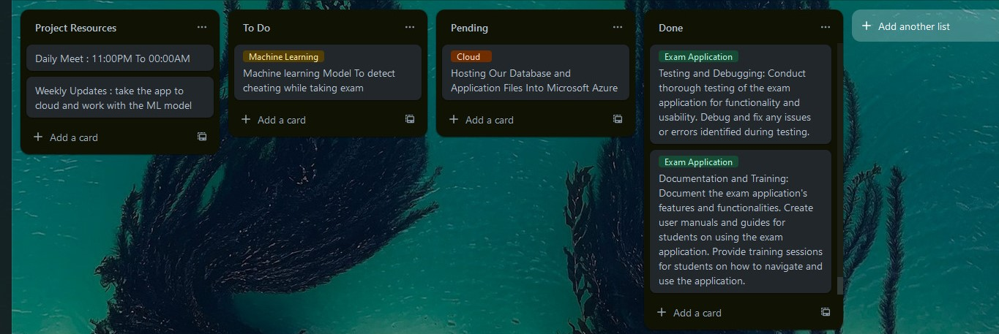 Project Resources
Daily Meet : 11:00PM To 00:00AM
Weekly Updates : take the app to
cloud and work with the ML model
Add a card
To Do
Machine Learning
Machine learning Model To detect
cheating while taking exam
Add a card
Pending
Cloud
Hosting Our Database and
Application Files Into Microsoft Azure
Add a card
Done
Exam Application
Testing and Debugging: Conduct
thorough testing of the exam
application for functionality and
usability. Debug and fix any issues
or errors identified during testing.
Exam Application
Documentation and Training:
Document the exam application's
features and functionalities. Create
user manuals and guides for
students on using the exam
application. Provide training sessions
for students on how to navigate and
use the application.
Add a card
Add another list